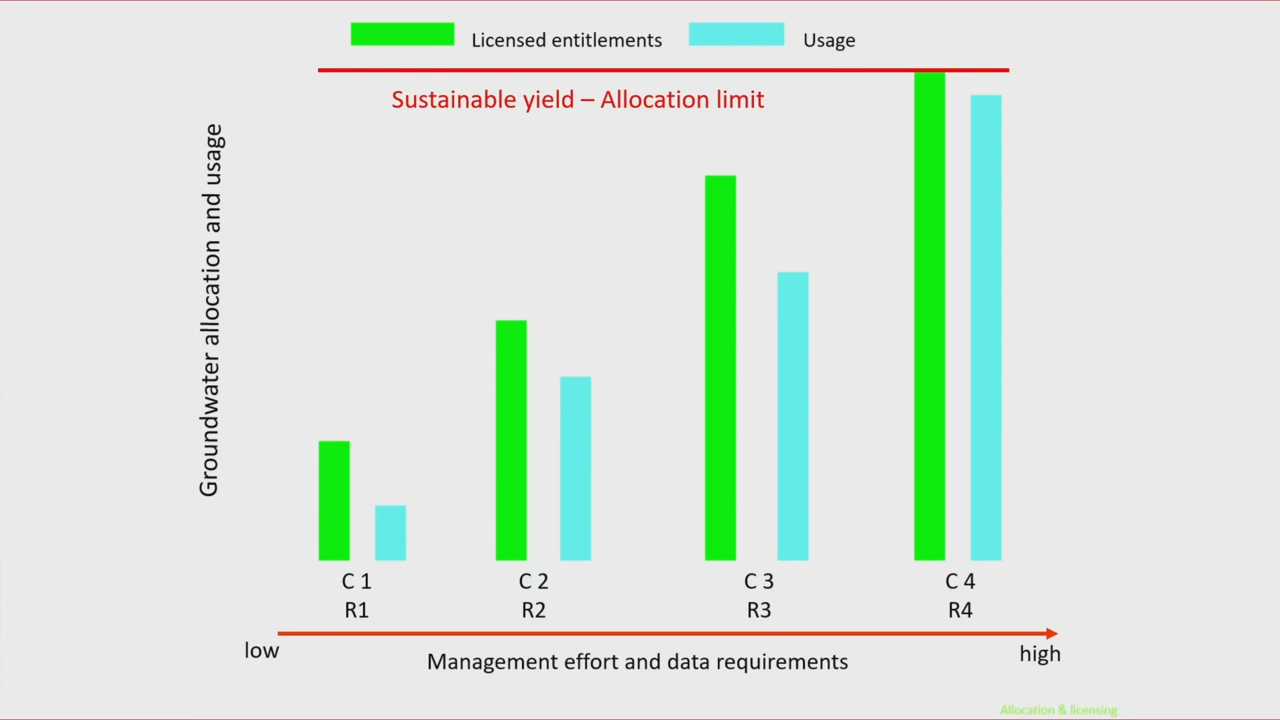 Licensed entitlements
Usage
Sustainable yield – Allocation limit
Groundwater allocation and usage
C 1
C 2
C 3
C 4
R1
R2
R3
R4
low
high
Management effort and data requirements
Allocation & licensing